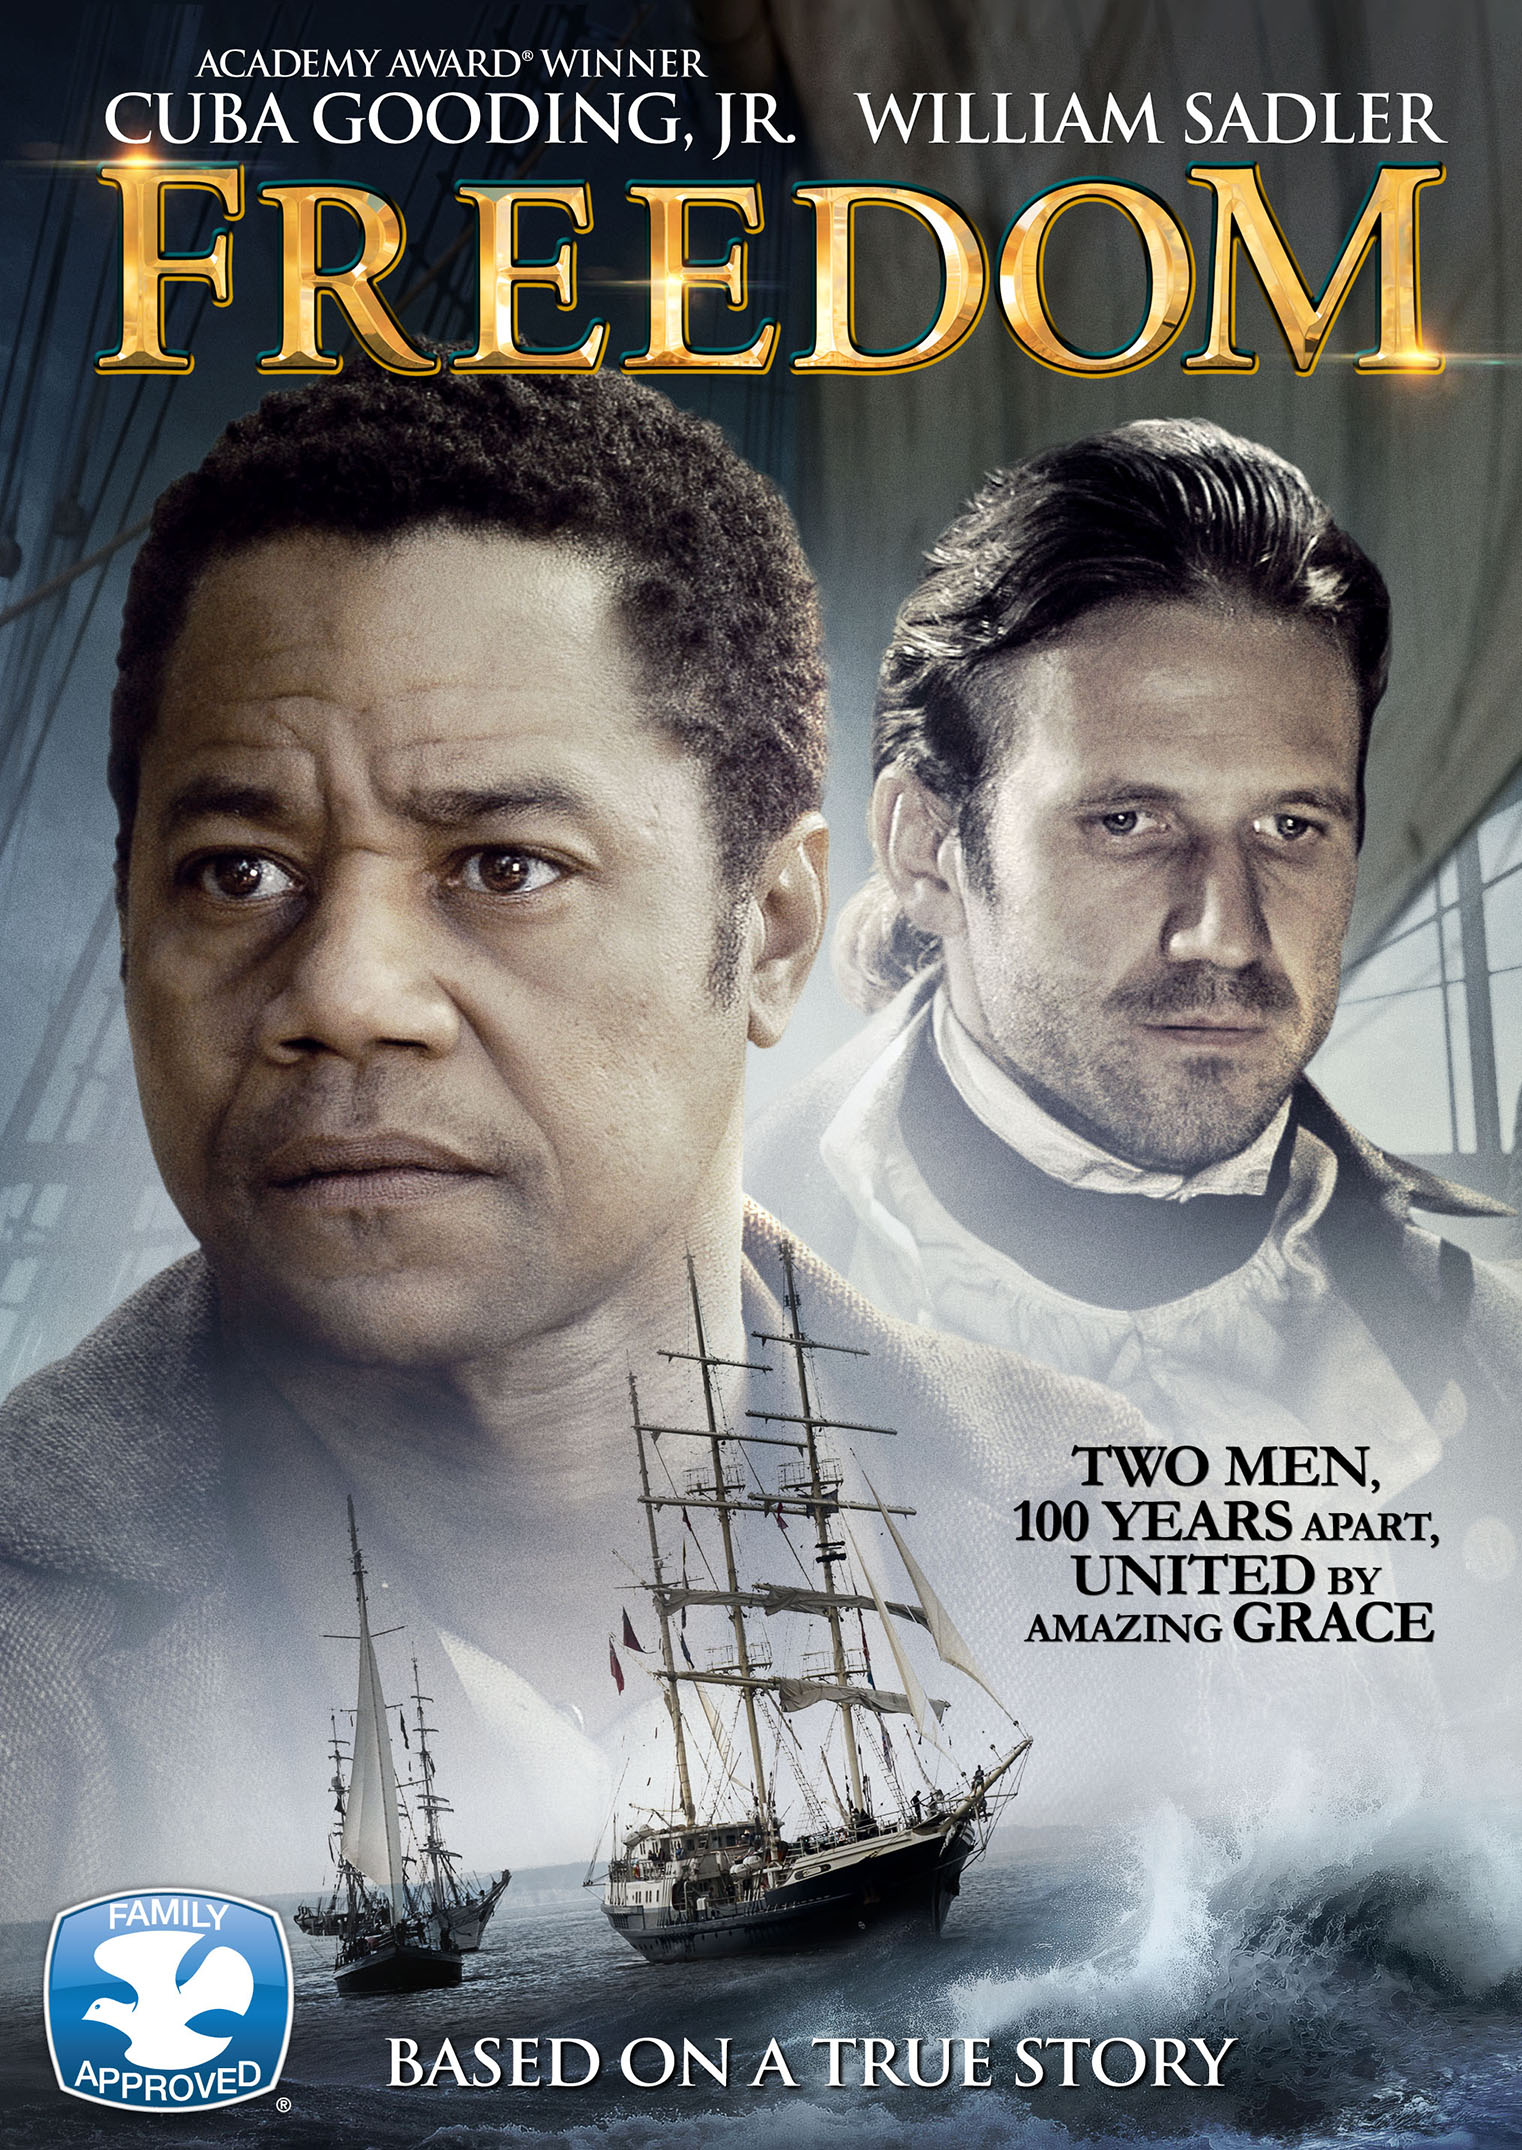 ACADEMY AWARD® WINNER
CUBA GOODING, JR. WILLIAM SADLER
FREEDOM
TWO MEN,
100 YEARS APART,
UNITED BY
AMAZING GRACE
FAMILY
APPROVED
®
BASED ON A TRUE STORY